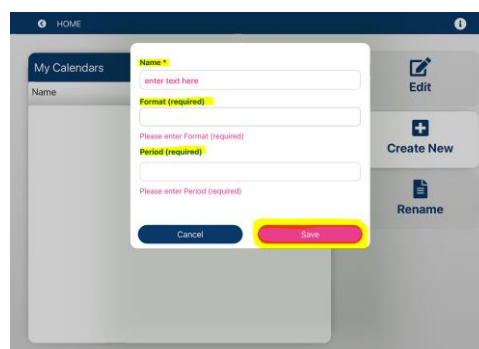 HOME
My Calendars
Name
Name *
enter text here
Format (required)
Please enter Format (required)
Period (required)
Please enter Period (required)
Cancel
Save
Edit
Create New
Rename